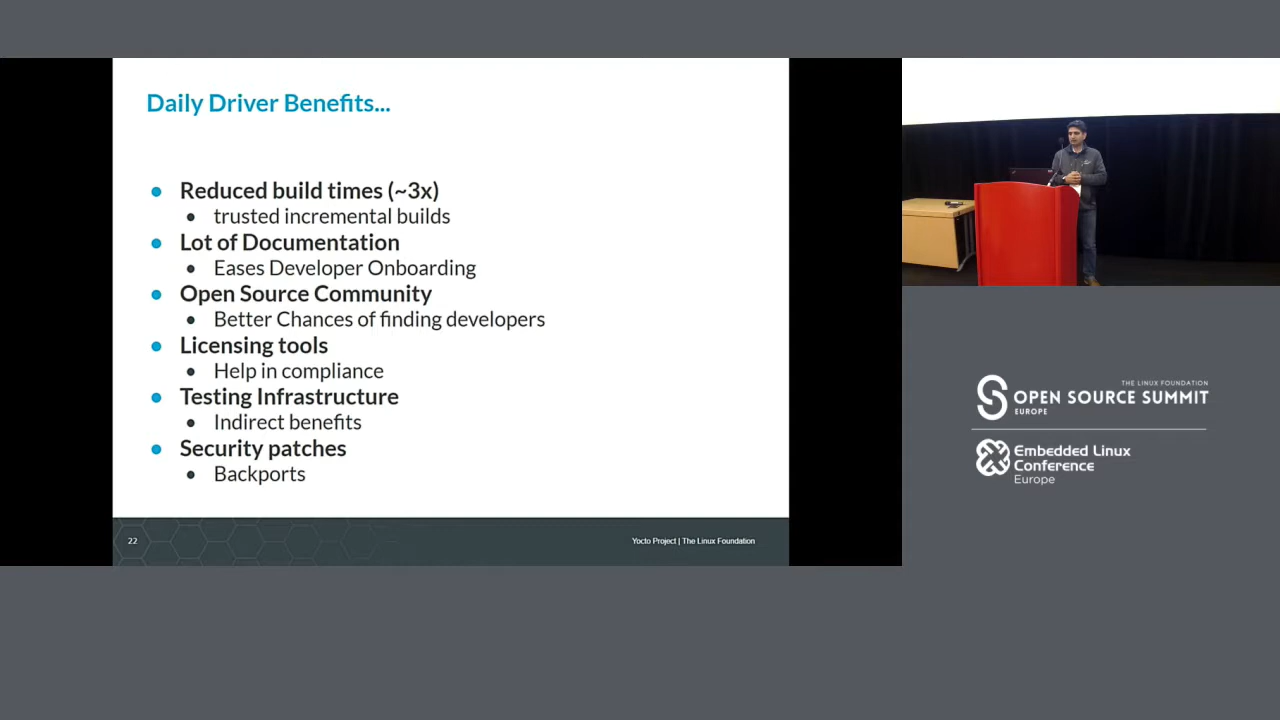 Daily Driver Benefits...
Reduced build times (~3x)
trusted incremental builds
Lot of Documentation
Eases Developer Onboarding
Open Source Community
Better Chances of finding developers
Licensing tools
Help in compliance
Testing Infrastructure
Indirect benefits
Security patches
Backports
22
Yocto Project | The Linux Foundation
THE LINUX FOUNDATION
OPEN SOURCE SUMMIT
EUROPE
Embedded Linux
Conference
Europe